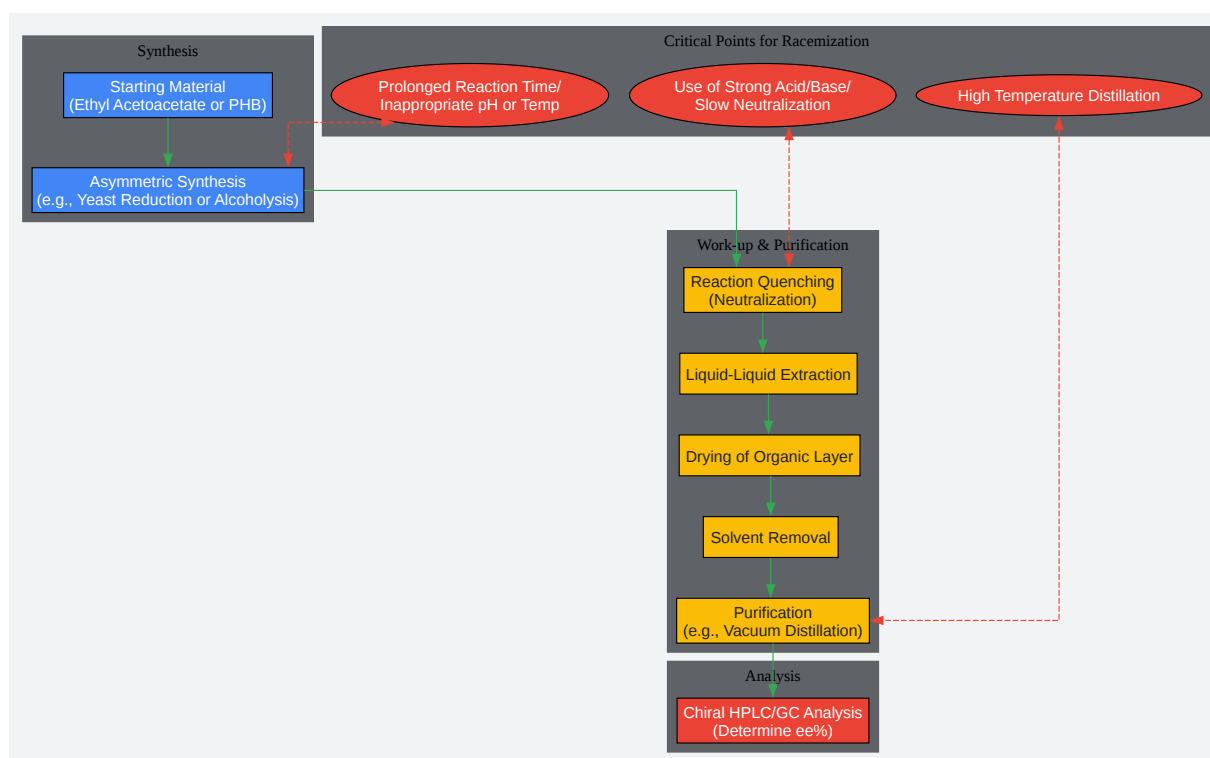 Synthesis
Starting Material
(Ethyl Acetoacetate or PHB)
Asymmetric Synthesis
(e.g., Yeast Reduction or Alcoholysis)
Critical Points for Racemization
Prolonged Reaction Time/
Inappropriate pH or Temp
Use of Strong Acid/Base/
Slow Neutralization
High Temperature Distillation
Work-up & Purification
Reaction Quenching
(Neutralization)
Liquid-Liquid Extraction
Drying of Organic Layer
Solvent Removal
Purification
(e.g., Vacuum Distillation)
Analysis
Chiral HPLC/GC Analysis
(Determine ee%)